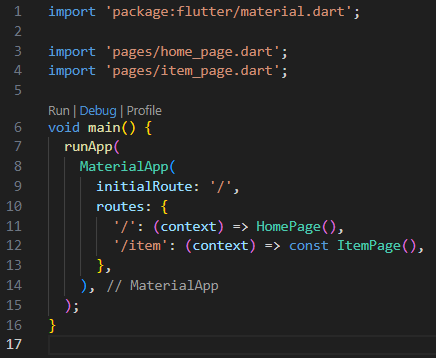 1 import 'package:flutter/material.dart';
2
3 import 'pages/home_page.dart';
4 import 'pages/item_page.dart';
5
Run | Debug | Profile
6 void main() {
7   runApp(
8     MaterialApp(
9       initialRoute: '/',
10       routes: {
11         '/': (context) => HomePage(),
12         '/item': (context) => const ItemPage(),
13       },
14     ), // MaterialApp
15   );
16 }
17